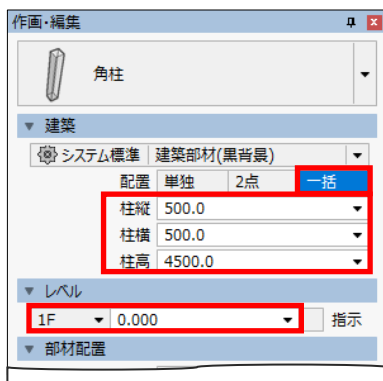 作画・編集
角柱
建築
システム標準 建築部材(黒背景)
配置 単独 2点 一括
柱縦 500.0
柱横 500.0
柱高 4500.0
レベル
1F 0.000 指示
部材配置